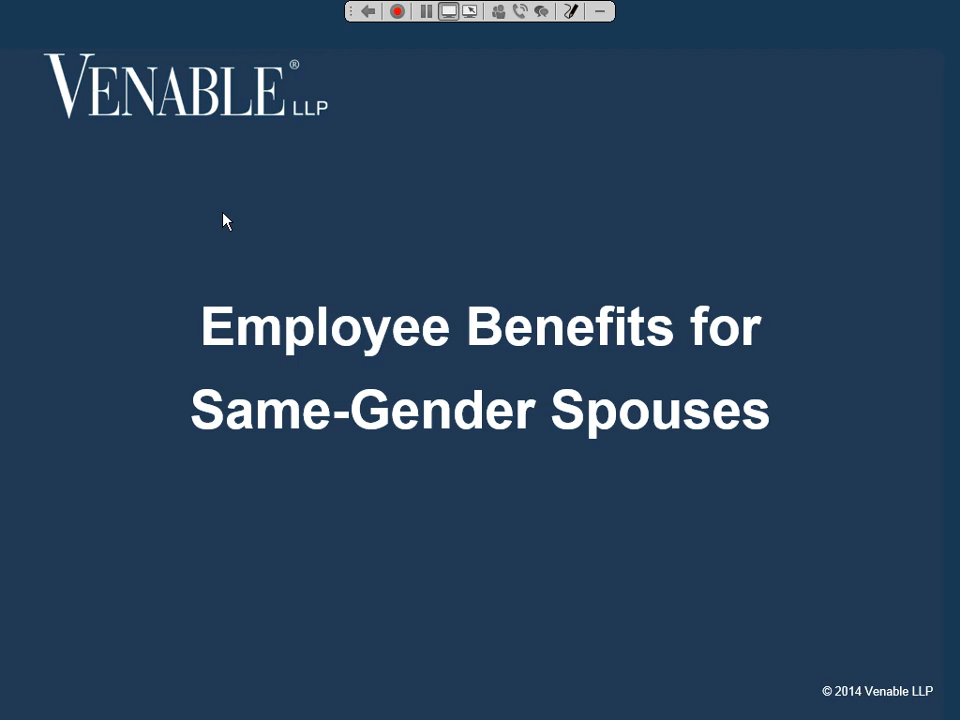 VENABLE® LLP
Employee Benefits for
Same-Gender Spouses
© 2014 Venable LLP